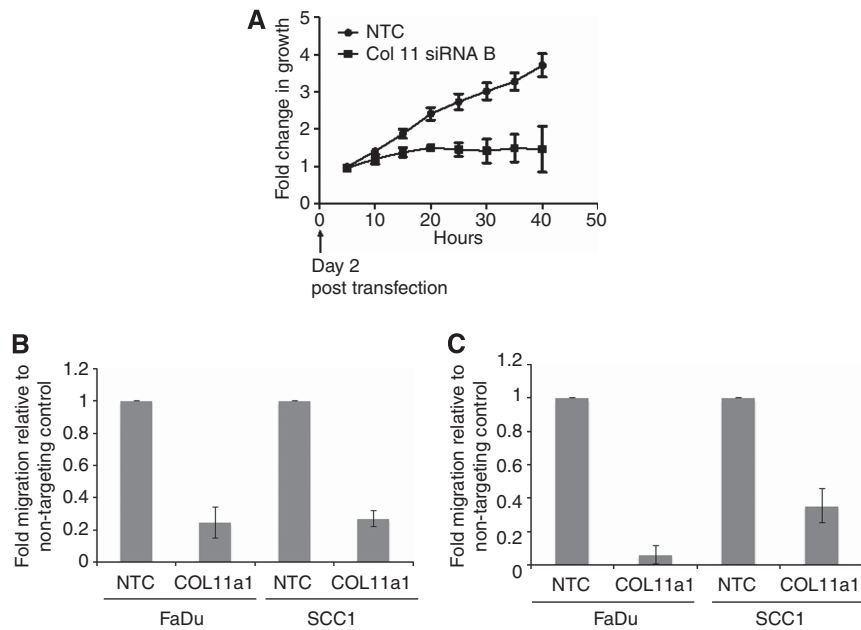 A
Fold change in growth
5
4
3
2
1
0
NTC
Col 11 siRNA B
0 10 20 30 40 50
Hours
Day 2
post transfection
B
Fold migration relative to
non-targeting control
1.2
1
0.8
0.6
0.4
0.2
0
NTC COL11a1 NTC COL11a1
FaDu SCC1
C
Fold migration relative to
non-targeting control
1.2
1
0.8
0.6
0.4
0.2
0
NTC COL11a1 NTC COL11a1
FaDu SCC1